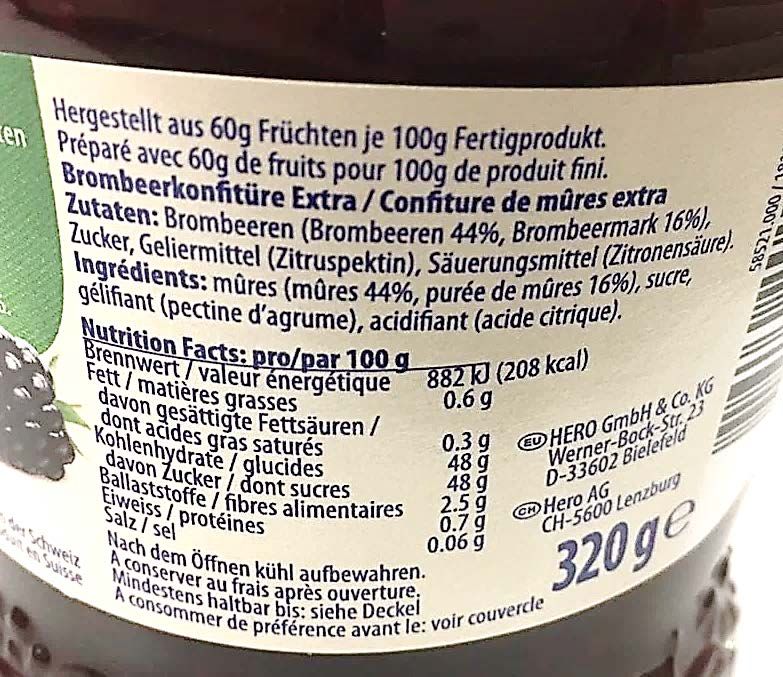 Hergestellt aus 60g Früchten je 100g Fertigprodukt.
Préparé avec 60g de fruits pour 100g de produit fini.
Brombeerkonfitüre Extra / Confiture de mûres extra
Zutaten: Brombeeren (Brombeeren 44%, Brombeermark 16%),
Zucker, Geliermittel (Zitruspektin), Säuerungsmittel (Zitronensäure).
Ingrédients: mûres (mûres 44%, purée de mûres 16%), sucre,
gélifiant (pectine d'agrume), acidifiant (acide citrique).
Nutrition Facts: pro/par 100 g
Brennwert / valeur énergétique 882 kJ (208 kcal)
Fett / matières grasses 0.6 g
davon gesättigte Fettsäuren /
dont acides gras saturés 0.3 g
Kohlenhydrate / glucides 48 g
davon Zucker / dont sucres 48 g
Ballaststoffe / fibres alimentaires 2.5 g
Eiweiss / protéines 0.7 g
Salz / sel 0.06 g
Nach dem Öffnen kühl aufbewahren.
A conserver au frais après ouverture.
Mindestens haltbar bis: siehe Deckel
A consommer de préférence avant le: voir couvercle
EU HERO GmbH & Co. KG
Werner-Bock-Str. 23
D-33602 Bielefeld
CH Hero AG
CH-5600 Lenzburg
320 g e
der Schweiz
en Suisse